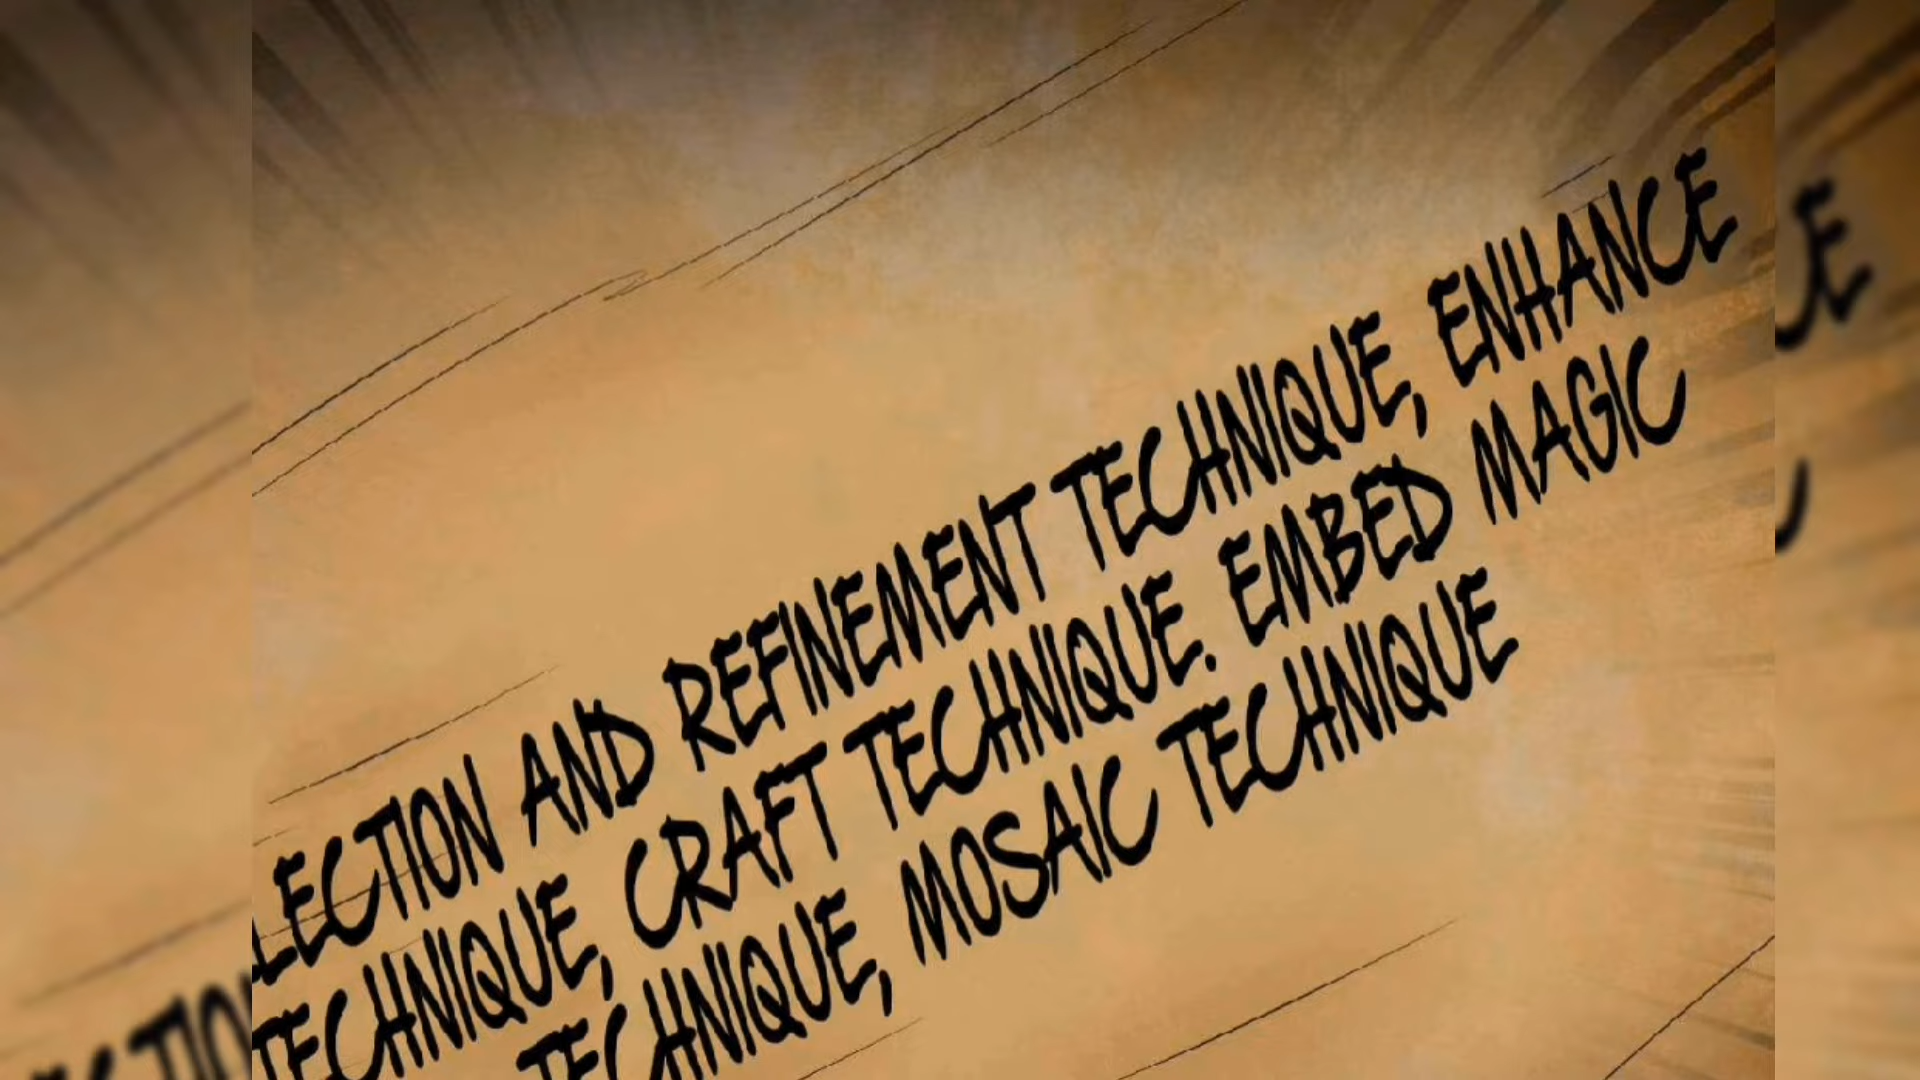 LECTION AND REFINEMENT TECHNIQUE, ENHANCE
TECHNIQUE, CRAFT TECHNIQUE. EMBED MAGIC
TECHNIQUE, MOSAIC TECHNIQUE